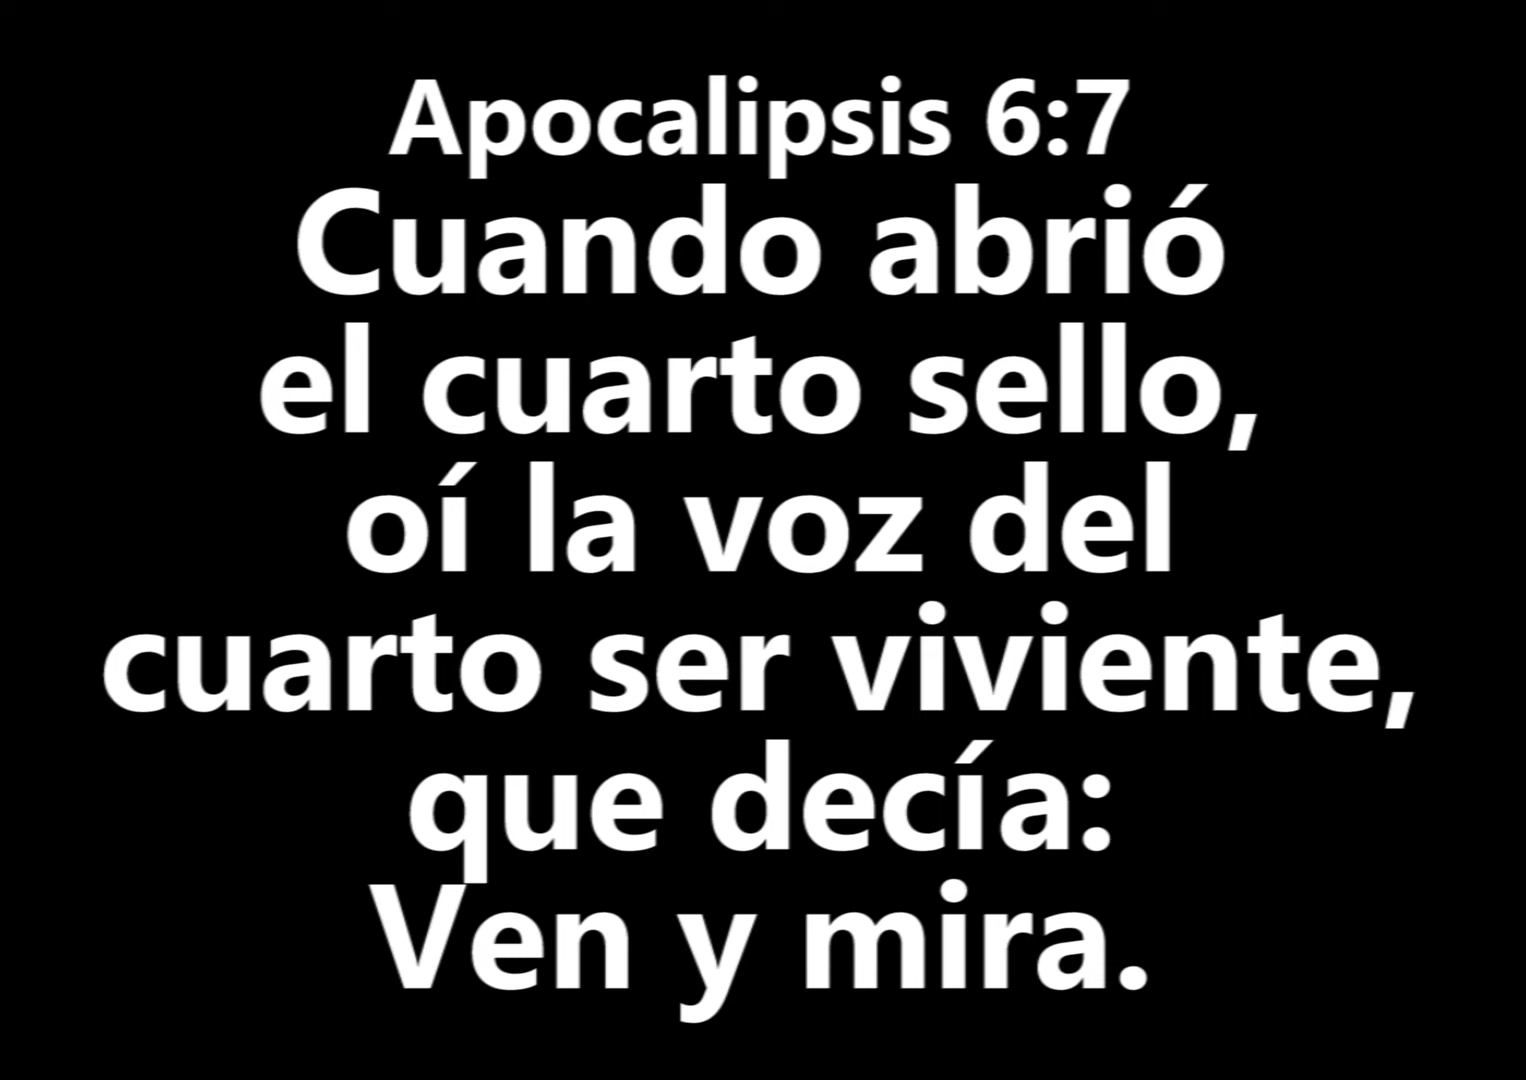 Apocalipsis 6:7
Cuando abrió
el cuarto sello,
oí la voz del
cuarto ser viviente,
que decía:
Ven y mira.